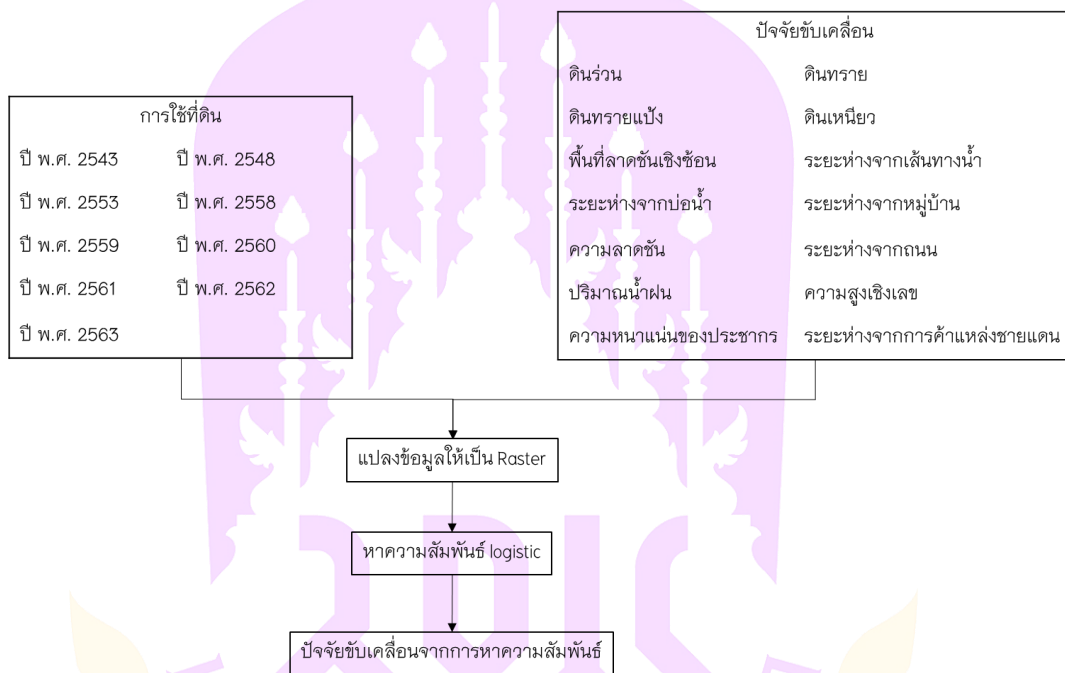 การใช้ที่ดิน
ปี พ.ศ. 2543 ปี พ.ศ. 2548
ปี พ.ศ. 2553 ปี พ.ศ. 2558
ปี พ.ศ. 2559 ปี พ.ศ. 2560
ปี พ.ศ. 2561 ปี พ.ศ. 2562
ปี พ.ศ. 2563
ปัจจัยขับเคลื่อน
ดินร่วน ดินทราย
ดินทรายแป้ง ดินเหนียว
พื้นที่ลาดชันเชิงซ้อน ระยะห่างจากเส้นทางน้ำ
ระยะห่างจากบ่อน้ำ ระยะห่างจากหมู่บ้าน
ความลาดชัน ระยะห่างจากถนน
ปริมาณน้ำฝน ความสูงเชิงเลข
ความหนาแน่นของประชากร ระยะห่างจากการค้าแหล่งชายแดน
แปลงข้อมูลให้เป็น Raster
หาความสัมพันธ์ logistic
ปัจจัยขับเคลื่อนจากการหาความสัมพันธ์